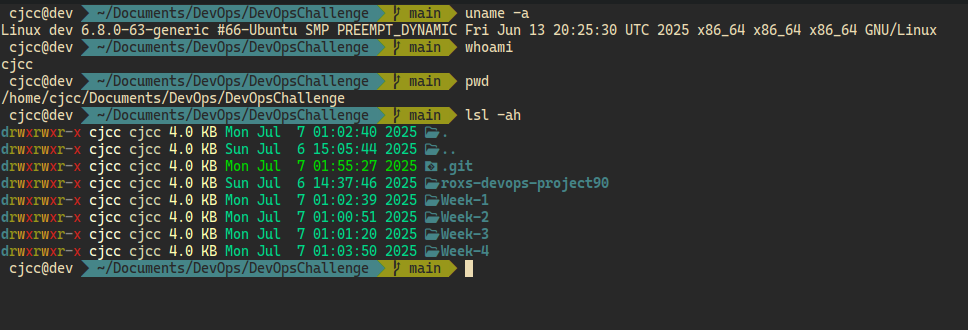 cjcc@dev ~/Documents/DevOps/DevOpsChallenge main uname -a
Linux dev 6.8.0-63-generic #66-Ubuntu SMP PREEMPT_DYNAMIC Fri Jun 13 20:25:30 UTC 2025 x86_64 x86_64 x86_64 GNU/Linux
cjcc@dev ~/Documents/DevOps/DevOpsChallenge main whoami
cjcc
cjcc@dev ~/Documents/DevOps/DevOpsChallenge main pwd
/home/cjcc/Documents/DevOps/DevOpsChallenge
cjcc@dev ~/Documents/DevOps/DevOpsChallenge main lsl -ah
drwxrwxr-x cjcc cjcc 4.0 KB Mon Jul  7 01:02:40 2025 .
drwxrwxr-x cjcc cjcc 4.0 KB Sun Jul  6 15:05:44 2025 ..
drwxrwxr-x cjcc cjcc 4.0 KB Mon Jul  7 01:55:27 2025 .git
drwxrwxr-x cjcc cjcc 4.0 KB Sun Jul  6 14:37:46 2025 roxs-devops-project90
drwxrwxr-x cjcc cjcc 4.0 KB Mon Jul  7 01:02:39 2025 Week-1
drwxrwxr-x cjcc cjcc 4.0 KB Mon Jul  7 01:00:51 2025 Week-2
drwxrwxr-x cjcc cjcc 4.0 KB Mon Jul  7 01:01:20 2025 Week-3
drwxrwxr-x cjcc cjcc 4.0 KB Mon Jul  7 01:03:50 2025 Week-4
cjcc@dev ~/Documents/DevOps/DevOpsChallenge main